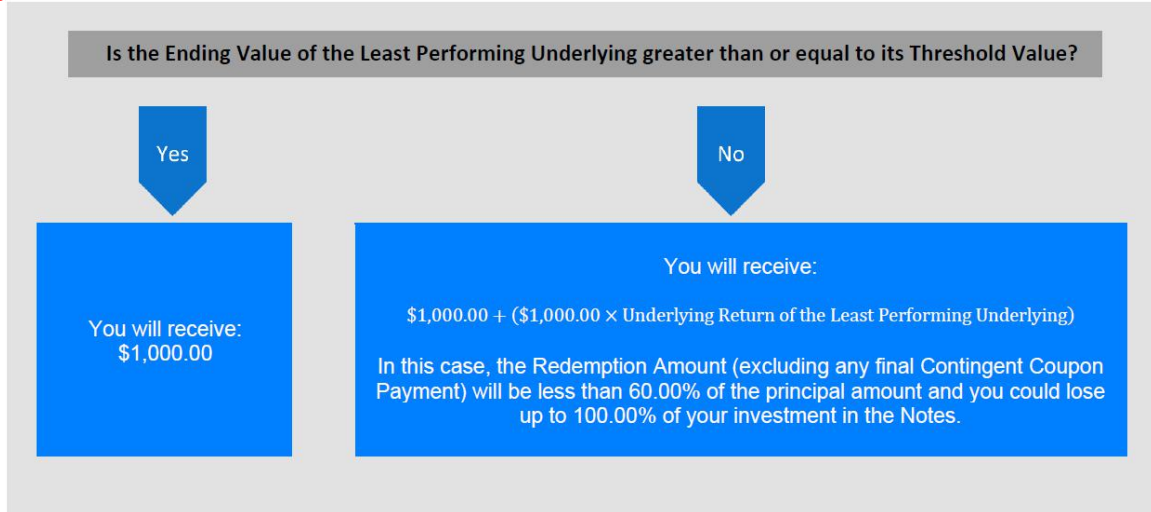 Is the Ending Value of the Least Performing Underlying greater than or equal to its Threshold Value?
Yes
No
You will receive:
$1,000.00
You will receive:
$1,000.00 + ($1,000.00 × Underlying Return of the Least Performing Underlying)
In this case, the Redemption Amount (excluding any final Contingent Coupon
Payment) will be less than 60.00% of the principal amount and you could lose
up to 100.00% of your investment in the Notes.